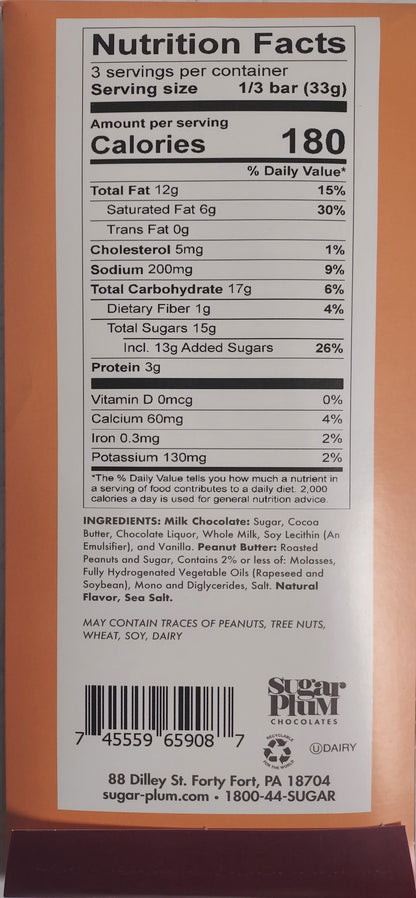 Nutrition Facts
3 servings per container
Serving size 1/3 bar (33g)
Amount per serving
Calories 180
% Daily Value*
Total Fat 12g 15%
Saturated Fat 6g 30%
Trans Fat 0g
Cholesterol 5mg 1%
Sodium 200mg 9%
Total Carbohydrate 17g 6%
Dietary Fiber 1g 4%
Total Sugars 15g
Incl. 13g Added Sugars 26%
Protein 3g
Vitamin D 0mcg 0%
Calcium 60mg 4%
Iron 0.3mg 2%
Potassium 130mg 2%
*The % Daily Value tells you how much a nutrient in
a serving of food contributes to a daily diet. 2,000
calories a day is used for general nutrition advice.
INGREDIENTS: Milk Chocolate: Sugar, Cocoa
Butter, Chocolate Liquor, Whole Milk, Soy Lecithin (An
Emulsifier), and Vanilla. Peanut Butter: Roasted
Peanuts and Sugar, Contains 2% or less of: Molasses,
Fully Hydrogenated Vegetable Oils (Rapeseed and
Soybean), Mono and Diglycerides, Salt. Natural
Flavor, Sea Salt.
MAY CONTAIN TRACES OF PEANUTS, TREE NUTS,
WHEAT, SOY, DAIRY
Sugar
Plum
CHOCOLATES
7 45559 65908 7
RECYCLABLE
FOR THE WORLD
U DAIRY
88 Dilley St. Forty Fort, PA 18704
sugar-plum.com • 1800-44-SUGAR